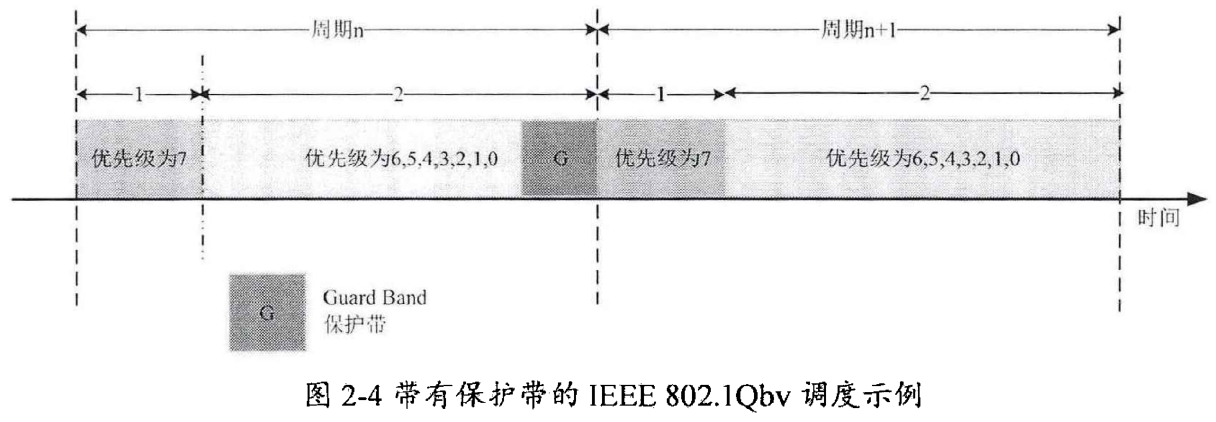 周期n
周期n+1
1
2
1
2
优先级为7
优先级为6,5,4,3,2,1,0
G
优先级为7
优先级为6,5,4,3.2,1,0
时间
G
Guard Band
保护带
图 2-4 带有保护带的 IEEE 802.1Qbv 调度示例